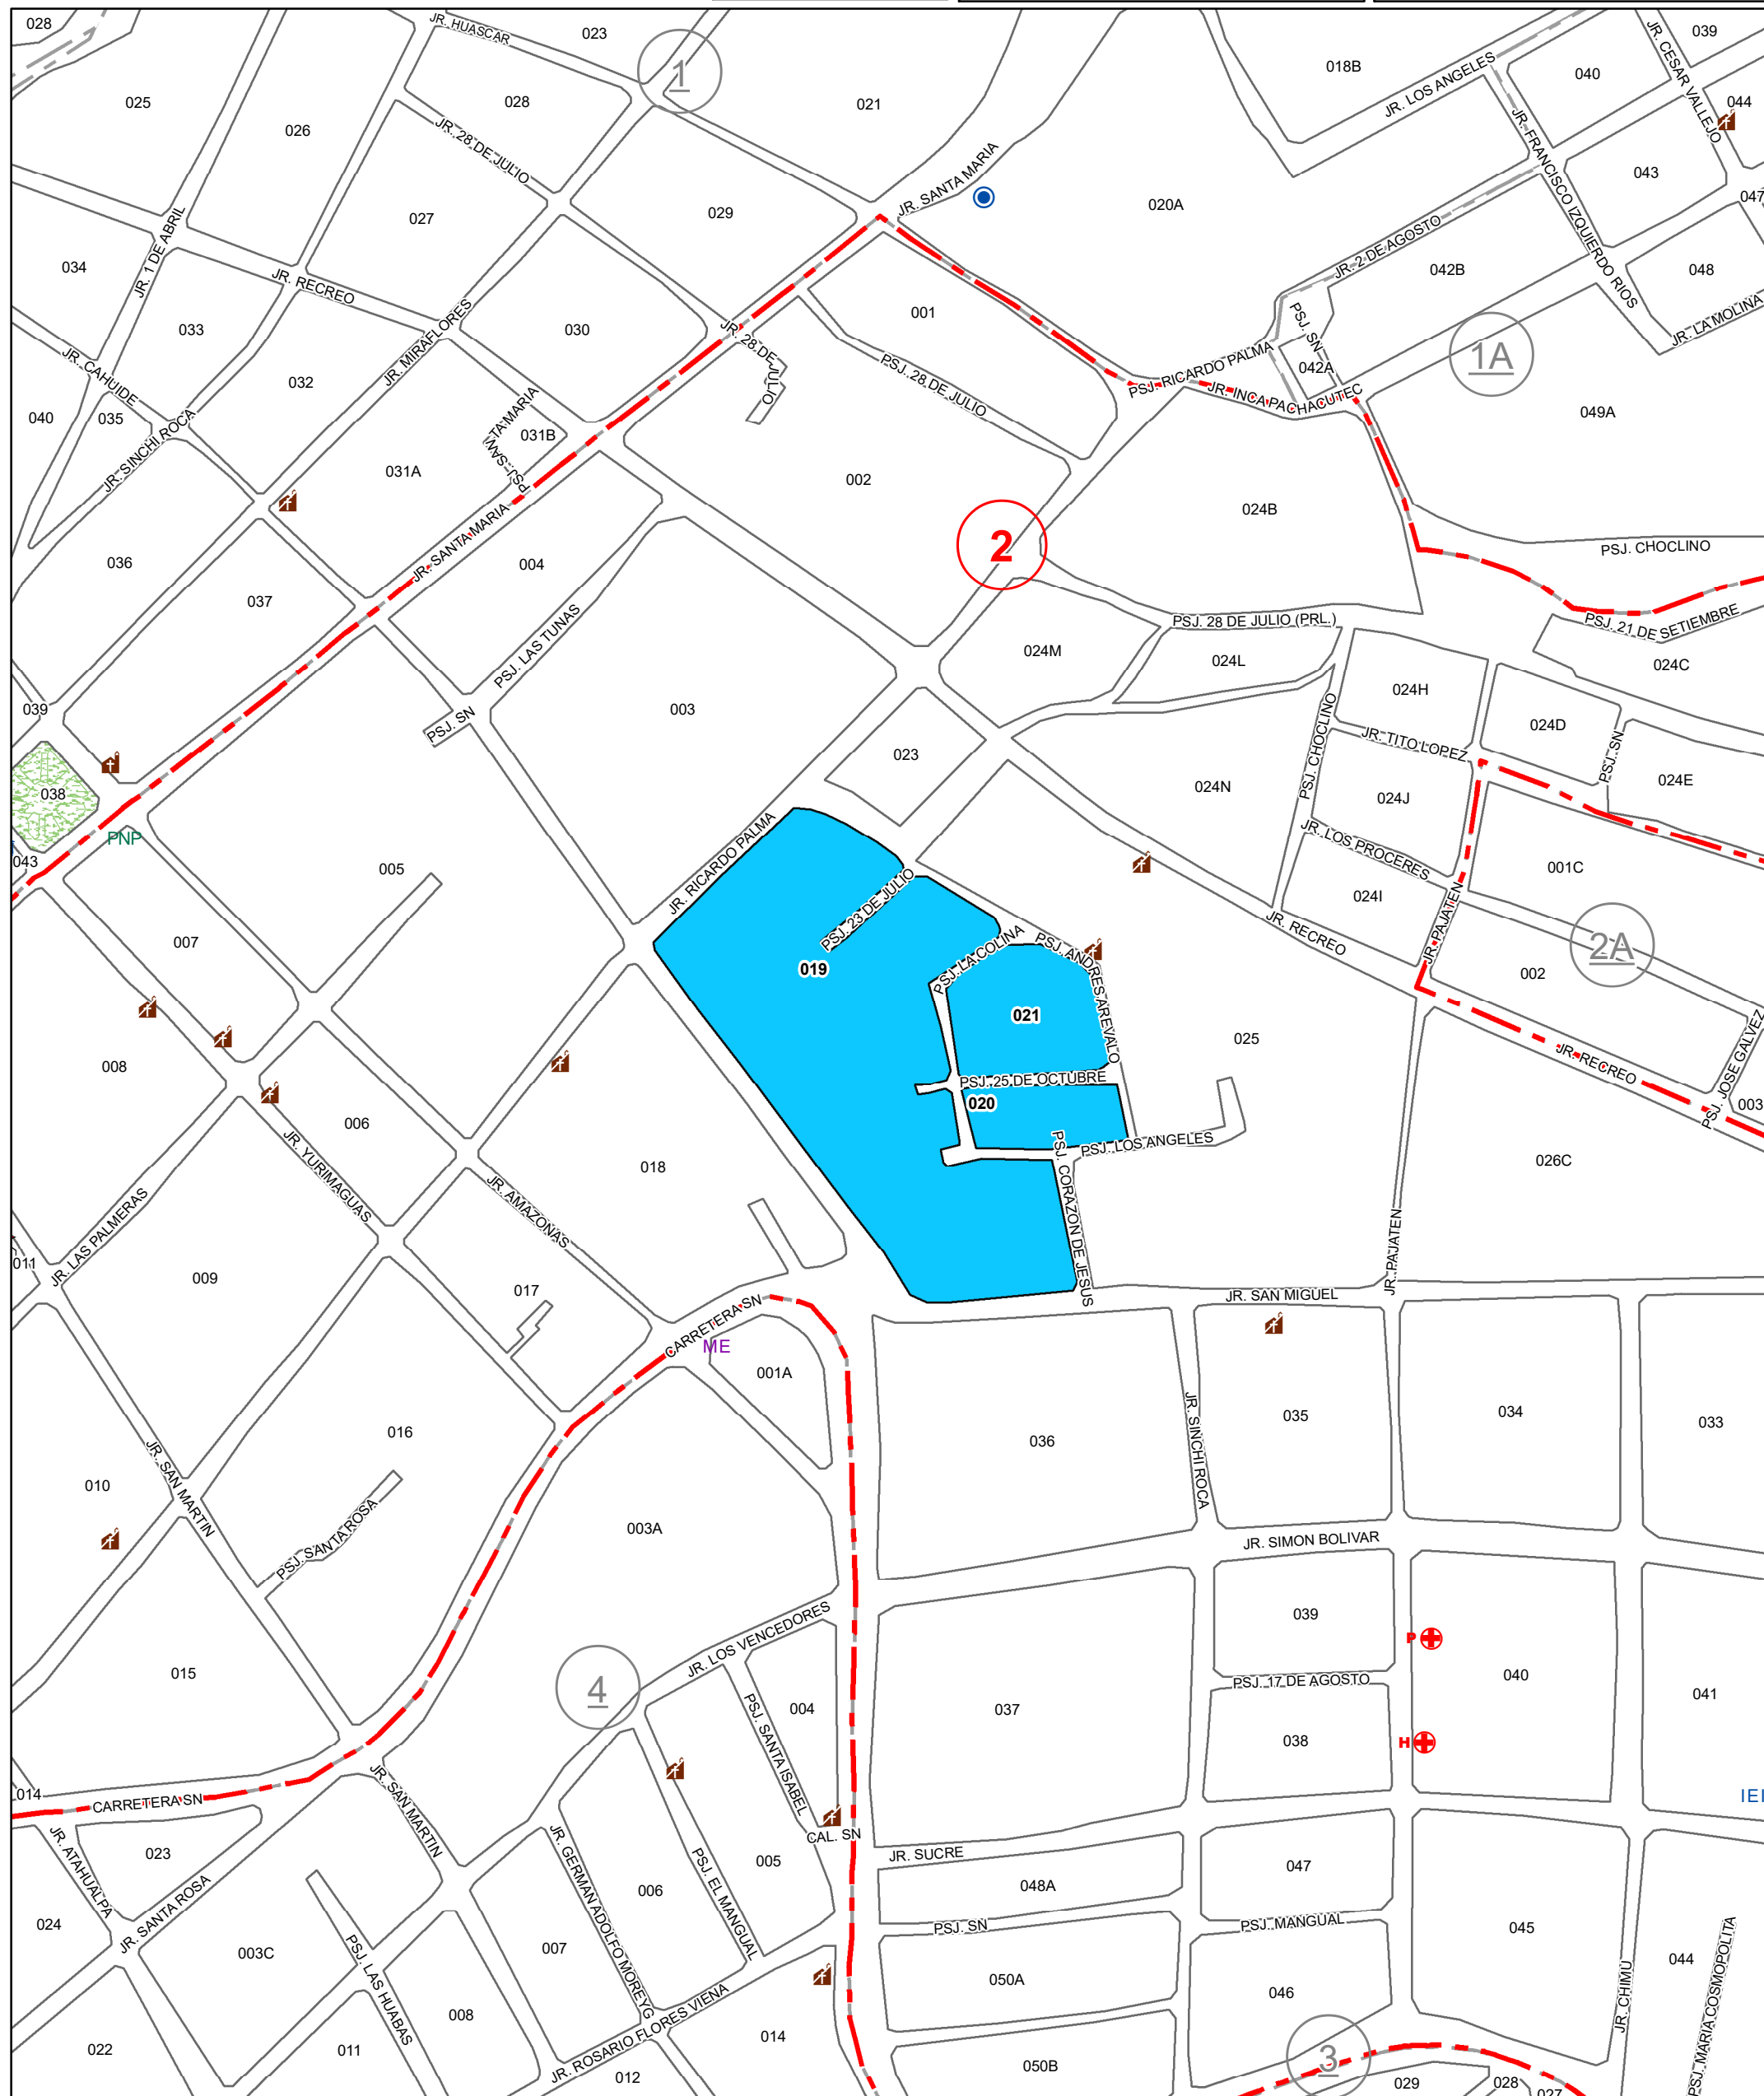 028
JR. HUASCAR
023
1
018B
JR. LOS ANGELES
040
JR. CESAR VALLEJO
039
025
026
028
021
044
JR. 28 DE JULIO
JR. FRANCISCO IZQUIERDO RIOS
JR. SANTA MARIA
043
047
034
JR. 1 DE ABRIL
027
029
020A
JR. 2 DE AGOSTO
042B
048
JR. RECREO
033
JR. MIRAFLORES
030
JR. 28 DE JULIO
001
PSJ. SN
JR. LA MOLINA
1A
JR. CAHUIDE
032
PSJ. 28 DE JULIO
PSJ. RICARDO PALMA
042A
JR. INCA PACHACUTEC
049A
040
035
JR. SINCHI ROCA
PSJ. SANTA MARIA
031B
031A
002
024B
2
036
JR. SANTA MARIA
004
PSJ. CHOCLINO
037
PSJ. LAS TUNAS
PSJ. 28 DE JULIO (PRL.)
PSJ. 21 DE SETIEMBRE
024M
024L
024C
024H
039
PSJ. SN
003
024D
PSJ. CHOCLINO
JR. TITO LOPEZ
PSJ. SN
023
024N
024E
038
024J
PNP
043
JR. RICARDO PALMA
JR. LOS PROCERES
005
001C
024I
PSJ. 23 DE JULIO
JR. RECREO
JR. PAJATEN
007
PSJ. LA COLINA
PSJ. ANDRES AREVALO
2A
019
002
021
025
008
JR. RECREO
PSJ. JOSE GALVEZ
PSJ. 25 DE OCTUBRE
020
003
006
JR. YURIMAGUAS
PSJ. LOS ANGELES
026C
018
PSJ. CORAZON DE JESUS
JR. AMAZONAS
JR. LAS PALMERAS
JR. PAJATEN
011
009
017
JR. SAN MIGUEL
CARRETERA SN
ME
001A
JR. SINCHI ROCA
035
034
033
016
036
JR. SAN MARTIN
010
003A
PSJ. SANTA ROSA
JR. SIMON BOLIVAR
039
JR. LOS VENCEDORES
P
015
4
PSJ. 17 DE AGOSTO
040
041
004
037
PSJ. SANTA ISABEL
038
H
014
CARRETERA SN
JR. SAN MARTIN
IEI
CAL. SN
JR. ATAHUALPA
023
JR. SUCRE
005
047
JR. GERMAN ADOLFO MOREY G
006
PSJ. EL MANGUAL
048A
JR. SANTA ROSA
024
PSJ. SN
PSJ. MANGUAL
045
003C
007
PSJ. LAS HUABAS
044
PSJ. MARIA COSMOPOLITA
050A
046
JR. CHIMU
008
JR. ROSARIO FLORES VIENA
022
011
014
3
050B
012
029
028
027